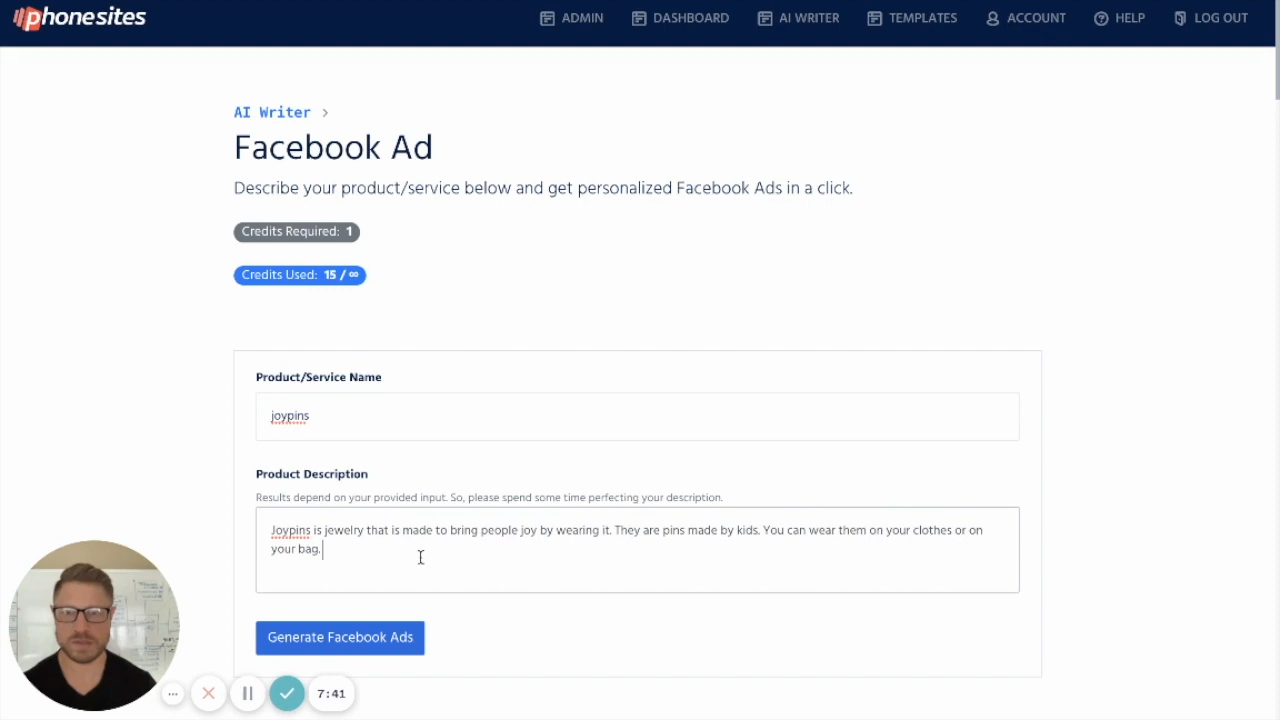 phonesites
ADMIN DASHBOARD AI WRITER TEMPLATES ACCOUNT HELP LOG OUT
AI Writer >
Facebook Ad
Describe your product/service below and get personalized Facebook Ads in a click.
Credits Required: 1
Credits Used: 15 / ∞
Product/Service Name
joypins
Product Description
Results depend on your provided input. So, please spend some time perfecting your description.
Joypins is jewelry that is made to bring people joy by wearing it. They are pins made by kids. You can wear them on your clothes or on
your bag.
Generate Facebook Ads
7:41